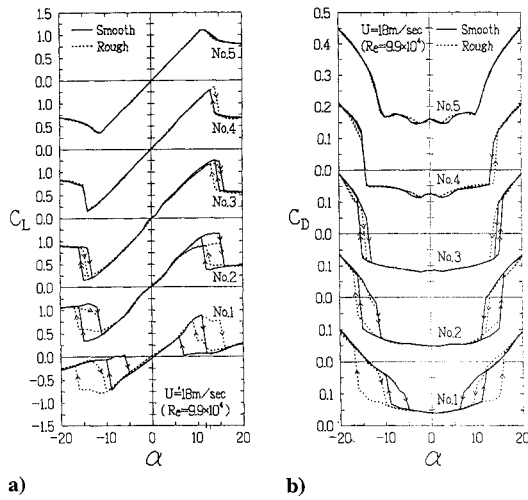 — Smooth
...... Rough
U=18m/sec
(Re=9.9×10⁴)
1.5
1.0
0.5
0.0
1.0
0.5
0.0
1.0
0.5
0.0
1.0
0.5
0.0
1.0
0.5
0.0
-0.5
-1.0
-1.5
C_L
No.5
No.4
No.3
No.2
No.1
-20 -10 0 10 20
α
a)
U=18m/sec
(Re=9.9×10⁴)
— Smooth
...... Rough
0.5
0.4
0.3
0.2
0.1
0.0
0.1
0.0
0.1
0.0
0.1
0.0
0.1
0.0
C_D
No.5
No.4
No.3
No.2
No.1
-20 -10 0 10 20
α
b)